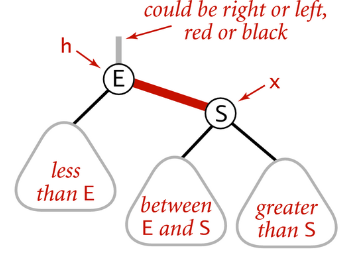 could be right or left,
red or black
h
E
x
S
less
than E
between
E and S
greater
than S